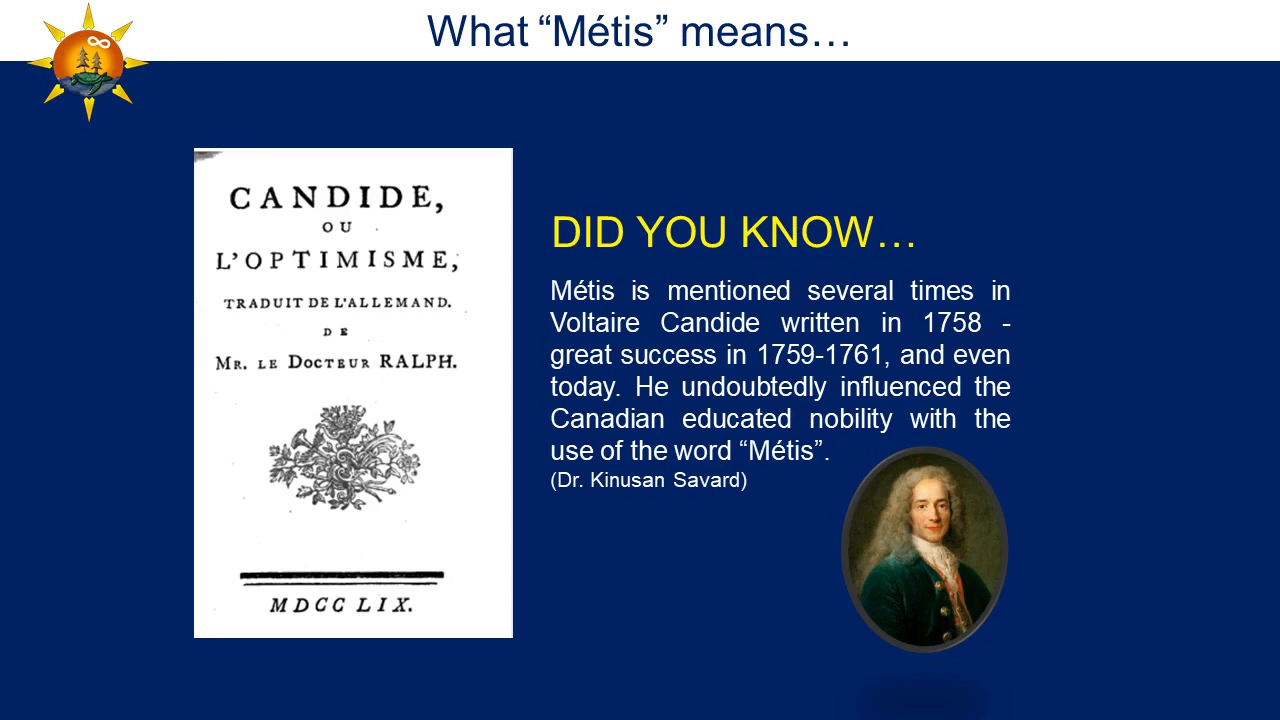 What “Métis” means…
CANDIDE,
OU
L'OPTIMISME,
TRADUIT DE L'ALLEMAND.
DE
MR. LE DOCTEUR RALPH.
MDCCLIX.
DID YOU KNOW…
Métis is mentioned several times in
Voltaire Candide written in 1758 -
great success in 1759-1761, and even
today. He undoubtedly influenced the
Canadian educated nobility with the
use of the word “Métis”.
(Dr. Kinusan Savard)